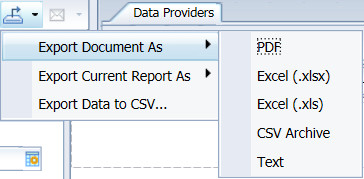 Data Providers
Export Document As
Export Current Report As
Export Data to CSV...
PDF
Excel (.xlsx)
Excel (.xls)
CSV Archive
Text